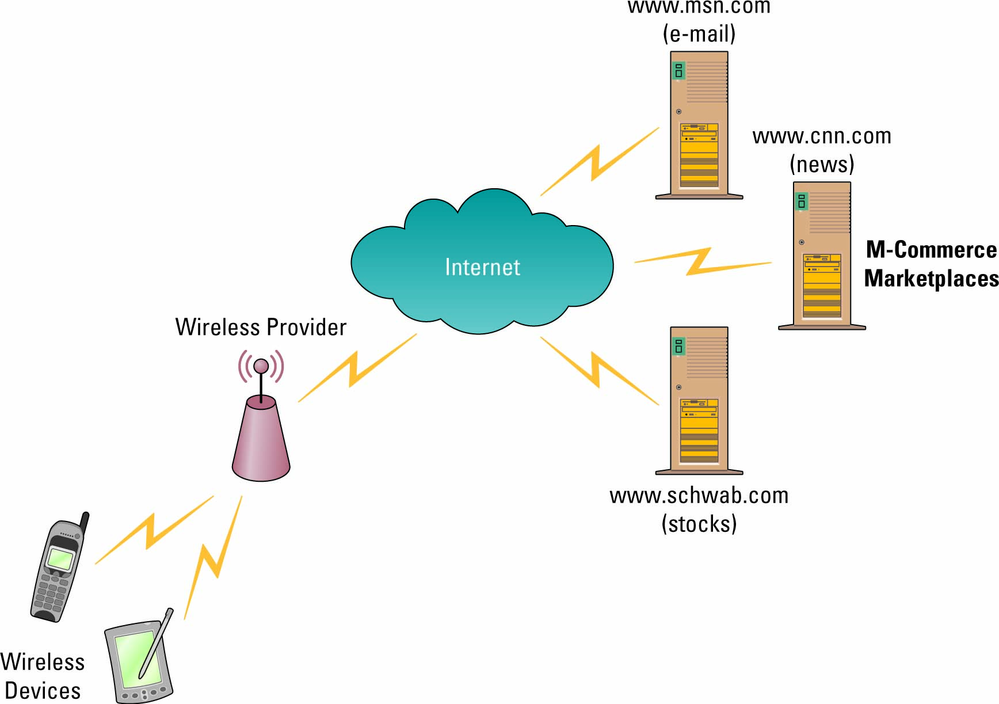 www.msn.com
(e-mail)
www.cnn.com
(news)
M-Commerce
Marketplaces
Internet
Wireless Provider
www.schwab.com
(stocks)
Wireless
Devices